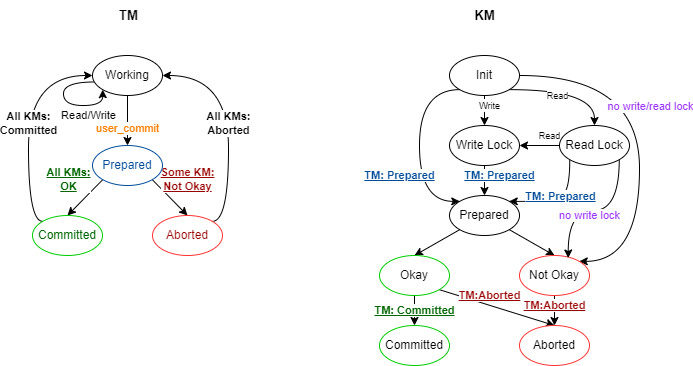 TM
KM
Working
Init
All KMs:
Committed
Read/Write
All KMs:
Aborted
Write
Read
no write/read lock
user_commit
Write Lock
Read
Read Lock
Prepared
All KMs:
OK
Some KM:
Not Okay
TM: Prepared
TM: Prepared
TM: Prepared
Prepared
no write lock
Committed
Aborted
Okay
Not Okay
TM:Aborted
TM: Committed
TM:Aborted
Committed
Aborted